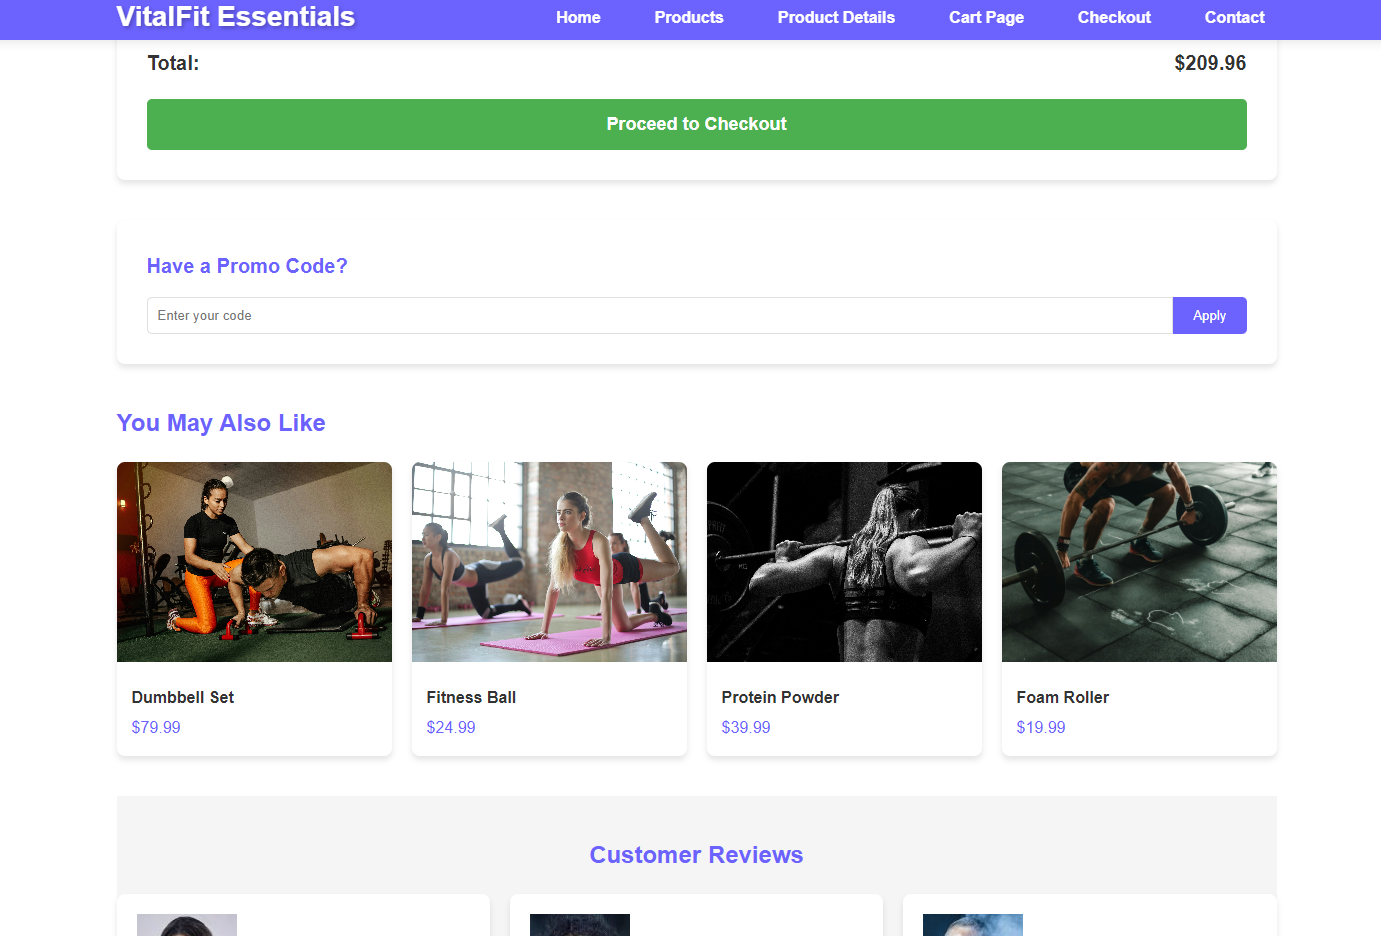 VitalFit Essentials
Home Products Product Details Cart Page Checkout Contact
Total: $209.96
Proceed to Checkout
Have a Promo Code?
Enter your code Apply
You May Also Like
Dumbbell Set
$79.99
Fitness Ball
$24.99
Protein Powder
$39.99
Foam Roller
$19.99
Customer Reviews